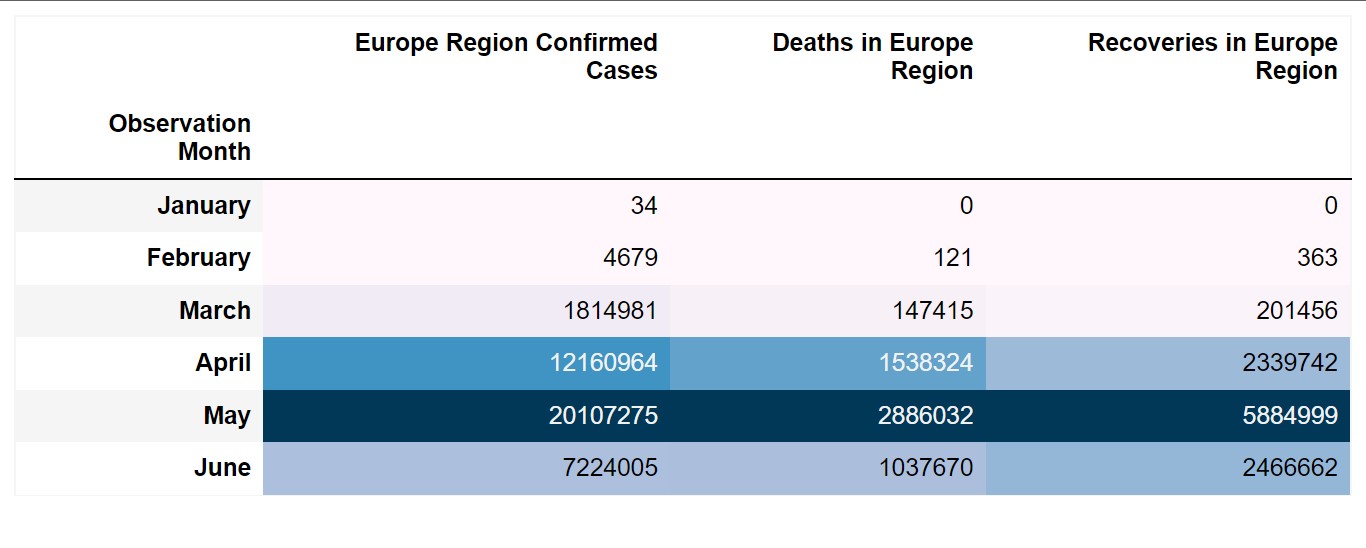 Europe Region Confirmed Cases Deaths in Europe Region Recoveries in Europe Region
Observation Month
January 34 0 0
February 4679 121 363
March 1814981 147415 201456
April 12160964 1538324 2339742
May 20107275 2886032 5884999
June 7224005 1037670 2466662